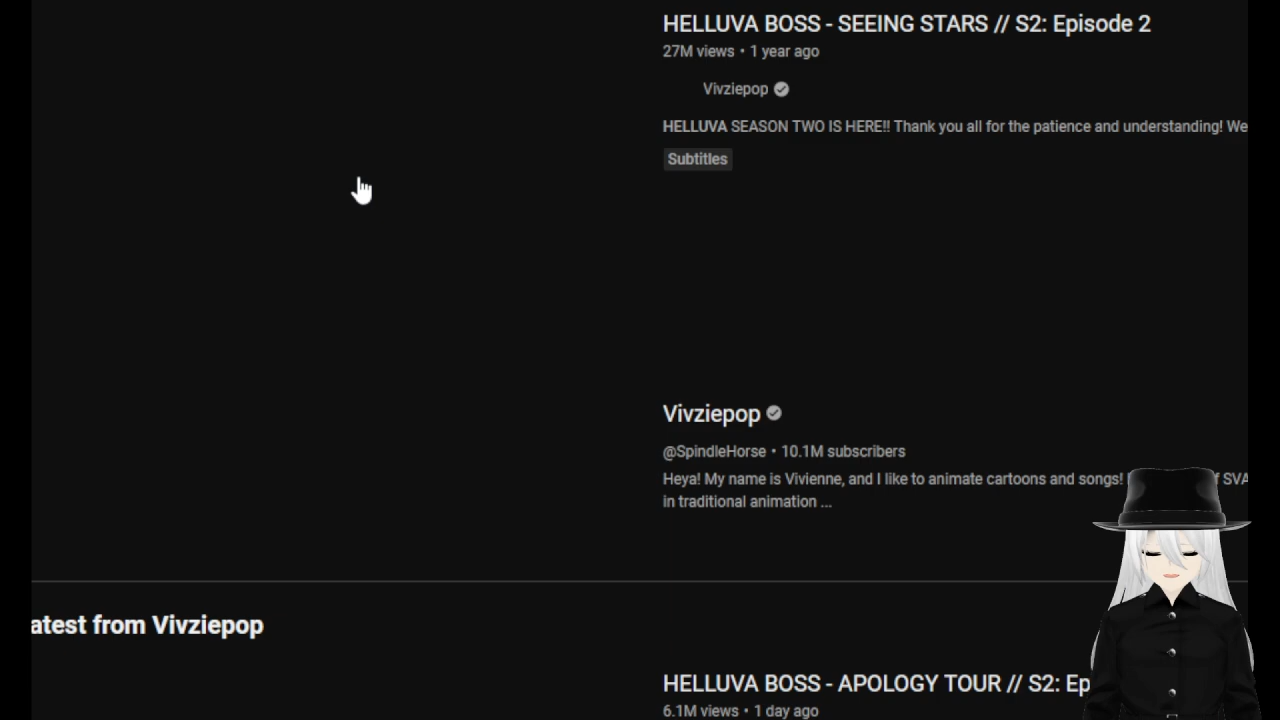 HELLUVA BOSS - SEEING STARS // S2: Episode 2
27M views • 1 year ago
Vivziepop
HELLUVA SEASON TWO IS HERE!! Thank you all for the patience and understanding! We
Subtitles
Vivziepop
@SpindleHorse • 10.1M subscribers
Heya! My name is Vivienne, and I like to animate cartoons and songs! SVA
in traditional animation ...
atest from Vivziepop
HELLUVA BOSS - APOLOGY TOUR // S2: Ep
6.1M views • 1 day ago